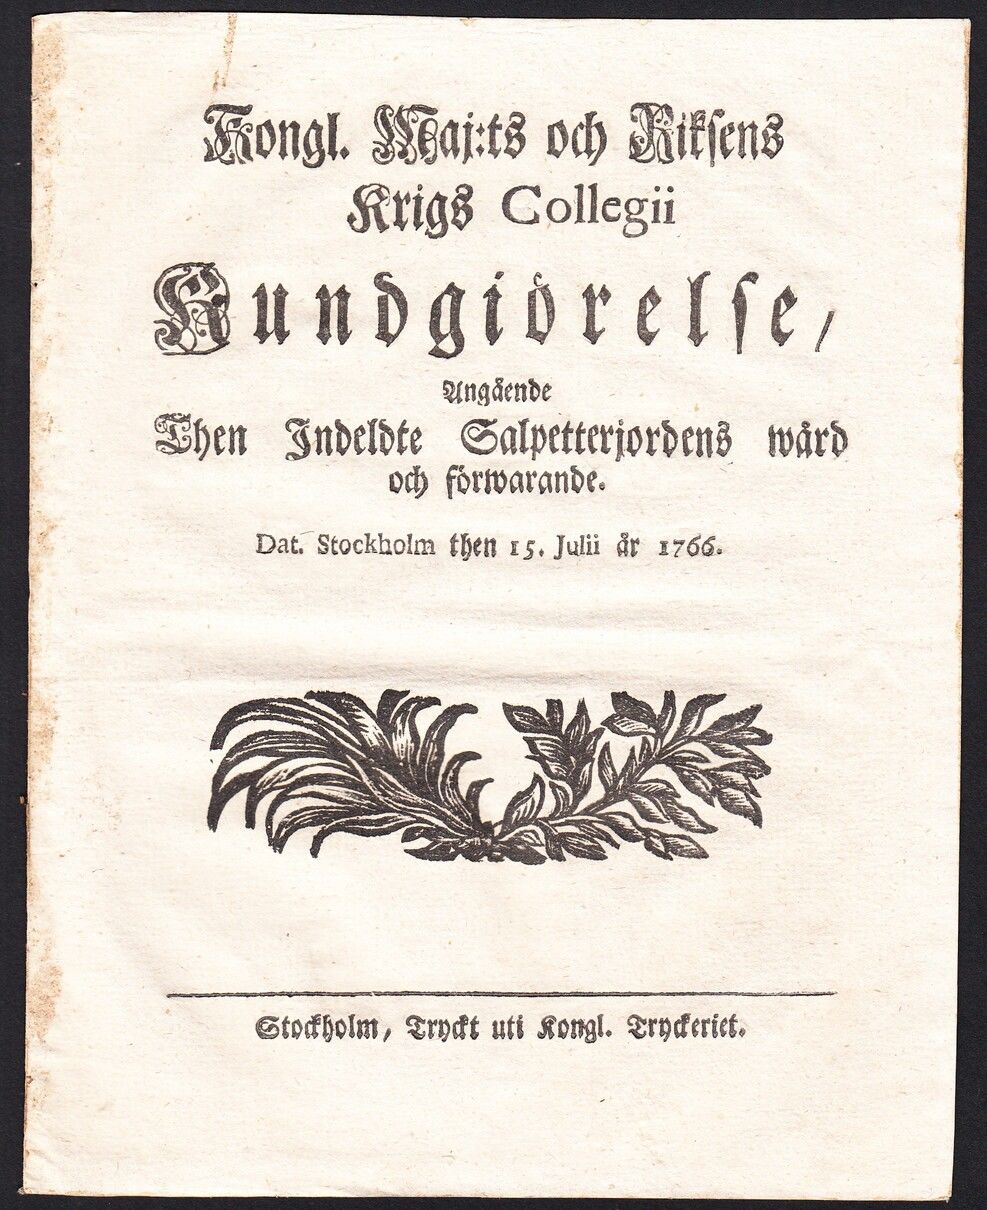 Kongl. Maj:ts och Riksens
Krigs Collegii
Kundgiörelse,
Angående
Then Indeldte Salpetterjordens wård
och förwarande.
Dat. Stockholm then 15. Julii år 1766.
Stockholm, Tryckt uti Kongl. Tryckeriet.